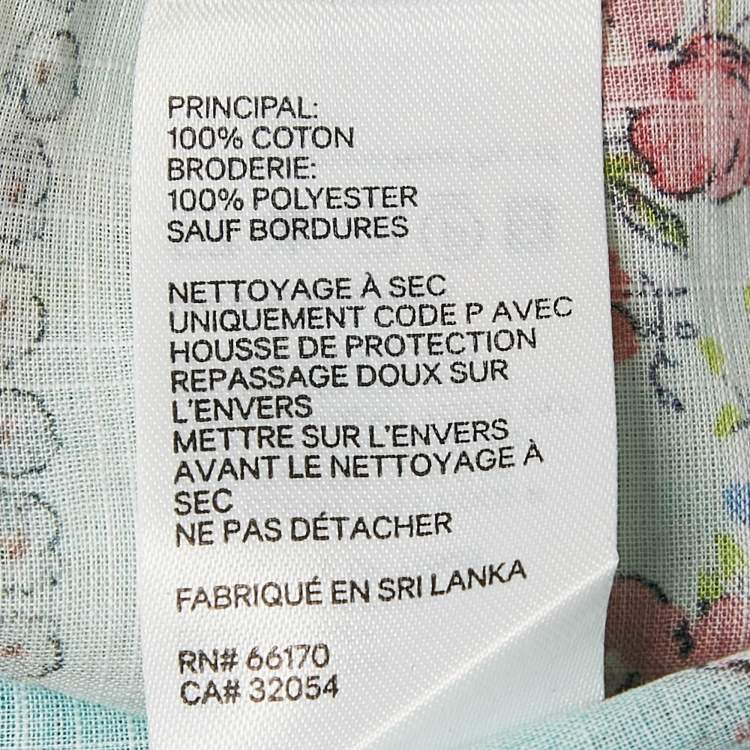 PRINCIPAL:
100% COTON
BRODERIE:
100% POLYESTER
SAUF BORDURES
NETTOYAGE À SEC
UNIQUEMENT CODE P AVEC
HOUSSE DE PROTECTION
REPASSAGE DOUX SUR
L'ENVERS
METTRE SUR L'ENVERS
AVANT LE NETTOYAGE À
SEC
NE PAS DÉTACHER
FABRIQUÉ EN SRI LANKA
RN# 66170
CA# 32054